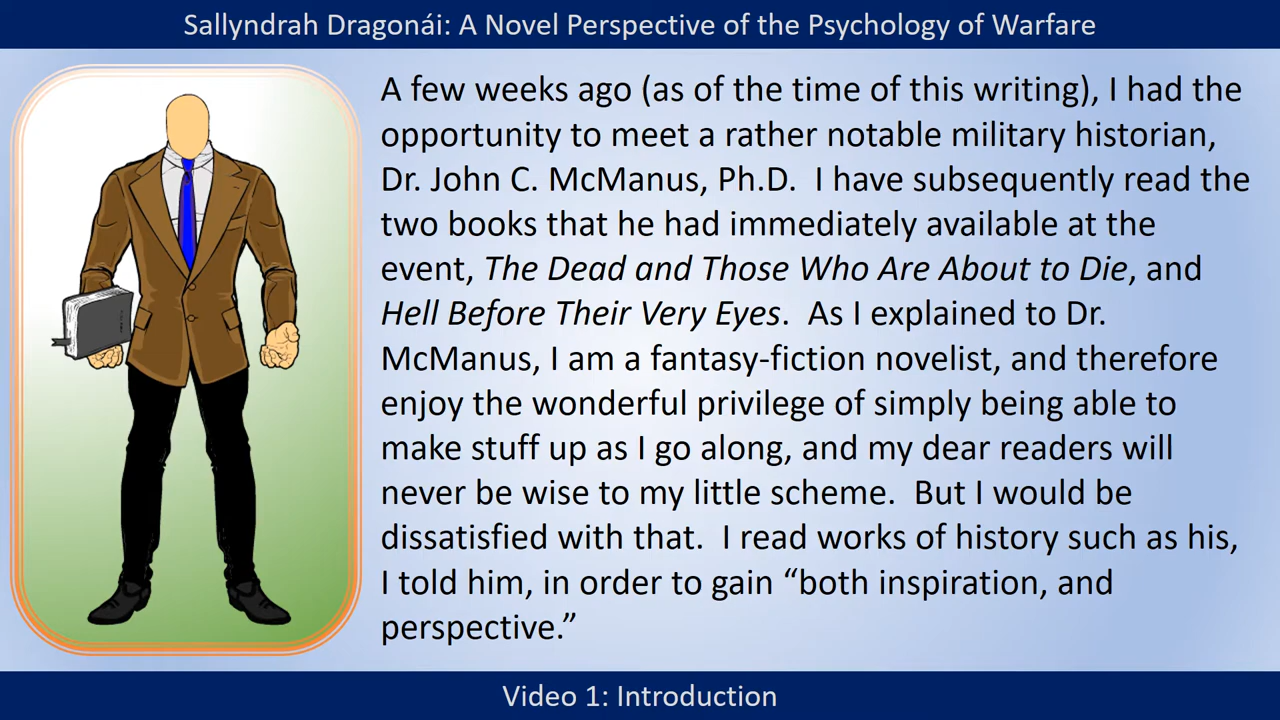 Sallyndrah Dragonái: A Novel Perspective of the Psychology of Warfare
A few weeks ago (as of the time of this writing), I had the
opportunity to meet a rather notable military historian,
Dr. John C. McManus, Ph.D.  I have subsequently read the
two books that he had immediately available at the
event, The Dead and Those Who Are About to Die, and
Hell Before Their Very Eyes.  As I explained to Dr.
McManus, I am a fantasy-fiction novelist, and therefore
enjoy the wonderful privilege of simply being able to
make stuff up as I go along, and my dear readers will
never be wise to my little scheme.  But I would be
dissatisfied with that.  I read works of history such as his,
I told him, in order to gain “both inspiration, and
perspective.”
Video 1: Introduction